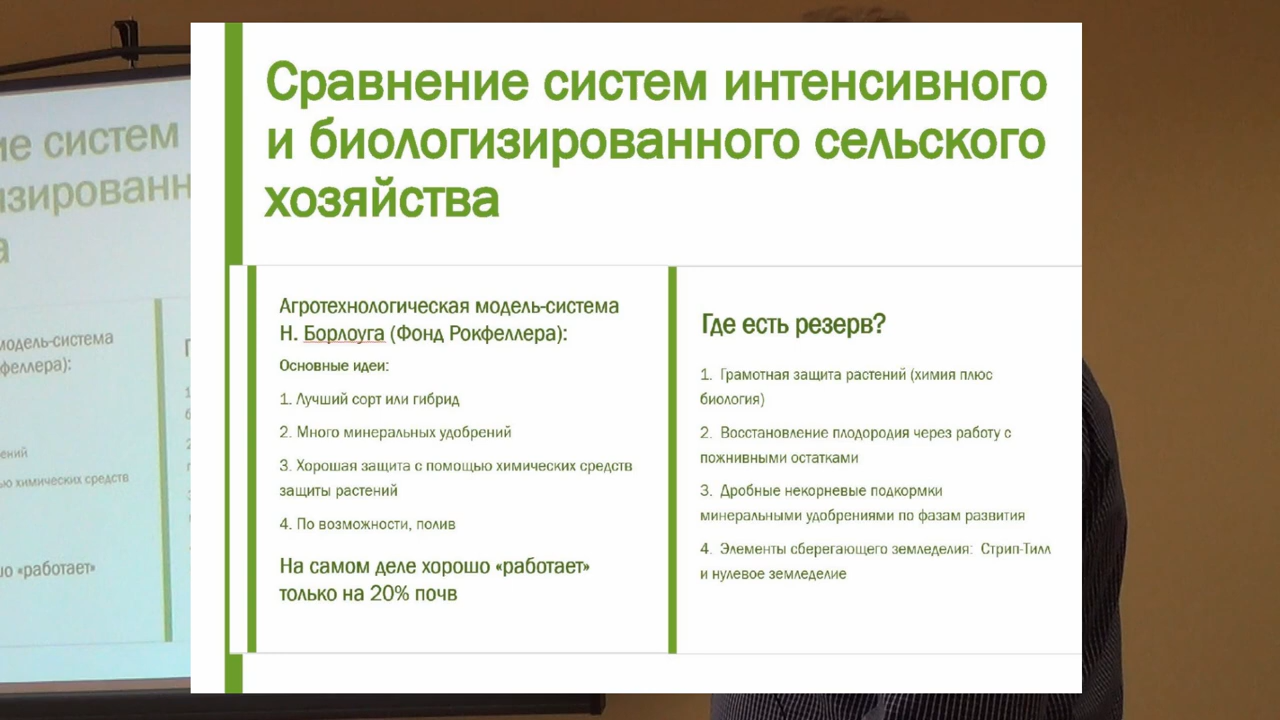 Сравнение систем интенсивного
и биологизированного сельского
хозяйства
Агротехнологическая модель-система
Н. Борлоуга (Фонд Рокфеллера):
Основные идеи:
1. Лучший сорт или гибрид
2. Много минеральных удобрений
3. Хорошая защита с помощью химических средств
защиты растений
4. По возможности, полив
На самом деле хорошо «работает»
только на 20% почв
Где есть резерв?
1. Грамотная защита растений (химия плюс
биология)
2. Восстановление плодородия через работу с
пожнивными остатками
3. Дробные некорневые подкормки
минеральными удобрениями по фазам развития
4. Элементы сберегающего земледелия: Стрип-Тилл
и нулевое земледелие
ие систем
изированн
а
модель-система
феллера):
ений
ью химических средств
шо «работает»